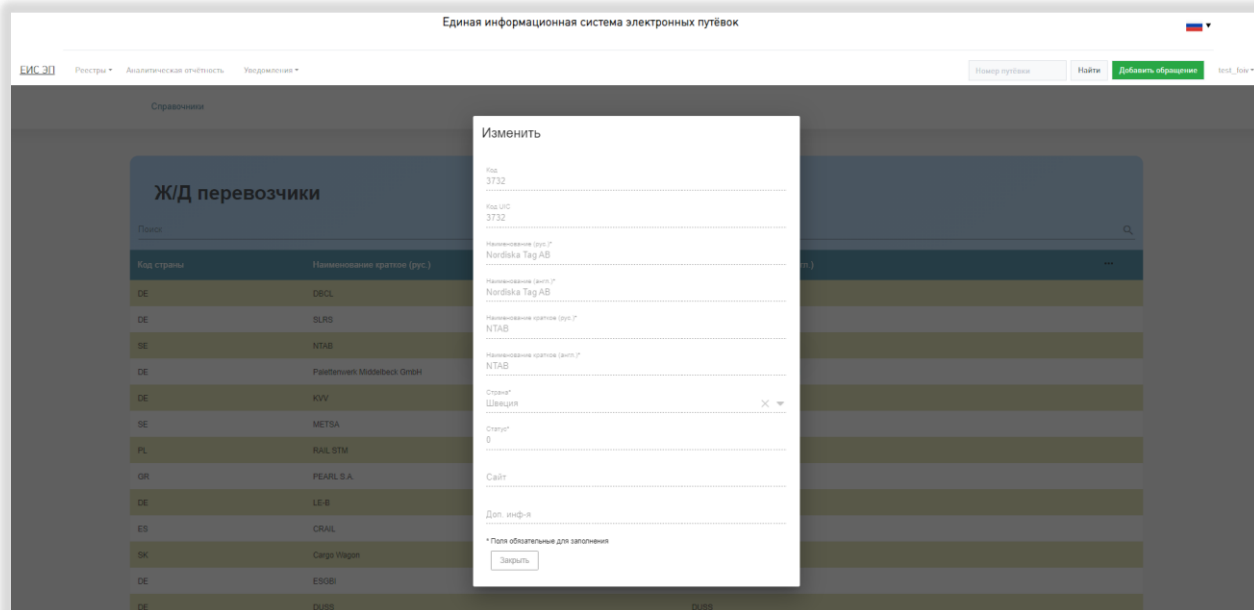 Единая информационная система электронных путёвок
ЕИС ЭП Реестры Аналитическая отчётность Уведомления Номер путёвки Найти Добавить обращение
Справочники
Изменить
Ж/Д перевозчики
Поиск
Код страны Наименование краткое (рус.)
DE DBCL
DE SLRS
SE NTAB
DE Palettenwerk Middelbeck GmbH
DE KVV
SE METSA
PL RAIL STM
GR PEARL S.A.
DE LE-B
ES CRAIL
SK Cargo Wagon
DE ESGBI
DE DUSS DUSS
Код
3732
Код UIC
3732
Наименование (рус.)*
Nordiska Tag AB
Наименование (англ.)*
Nordiska Tag AB
Наименование краткое (рус.)*
NTAB
Наименование краткое (англ.)*
NTAB
Страна*
Швеция
Статус*
0
Сайт
Доп. инф-я
* Поля обязательные для заполнения
Закрыть